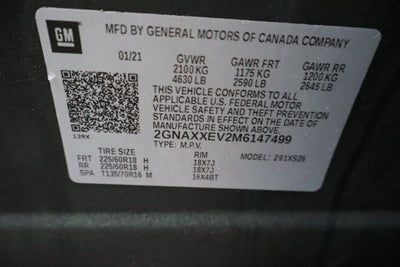 GM
MFD BY GENERAL MOTORS OF CANADA COMPANY
01/21 GVWR GAWR FRT GAWR RR
2100 KG 1175 KG 1200 KG
4630 LB 2590 LB 2645 LB
THIS VEHICLE CONFORMS TO ALL
APPLICABLE U.S. FEDERAL MOTOR
VEHICLE SAFETY AND THEFT PREVENTION
STANDARDS IN EFFECT ON THE DATE OF
MANUFACTURE SHOWN ABOVE.
2GNAXXEV2M6147499
139X TYPE: M.P.V. MODEL: 291XS26
TIRE SIZE RIM
FRT 225/60R18 H 18X7J
RR 225/60R18 H 18X7J
SPA T135/70R16 M 16X4BT